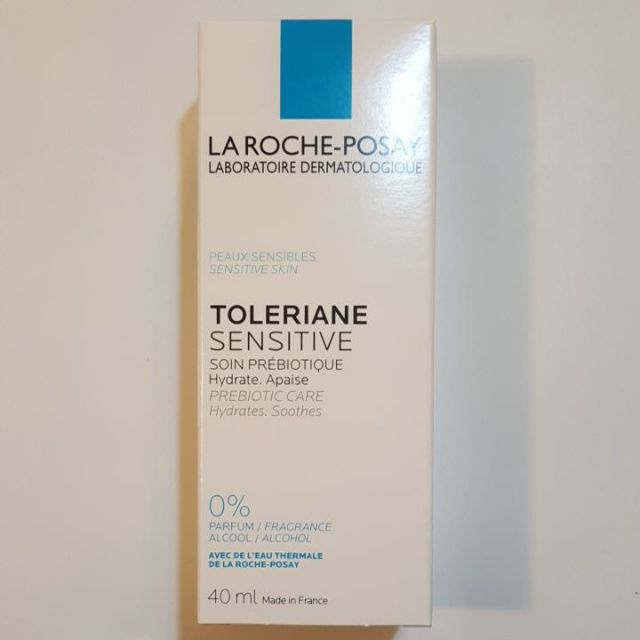 LA ROCHE-POSAY
LABORATOIRE DERMATOLOGIQUE
PEAUX SENSIBLES
SENSITIVE SKIN
TOLERIANE
SENSITIVE
SOIN PRÉBIOTIQUE
Hydrate. Apaise
PREBIOTIC CARE
Hydrates. Soothes
0%
PARFUM / FRAGRANCE
ALCOOL / ALCOHOL
AVEC DE L'EAU THERMALE
DE LA ROCHE-POSAY
40 ml Made in France